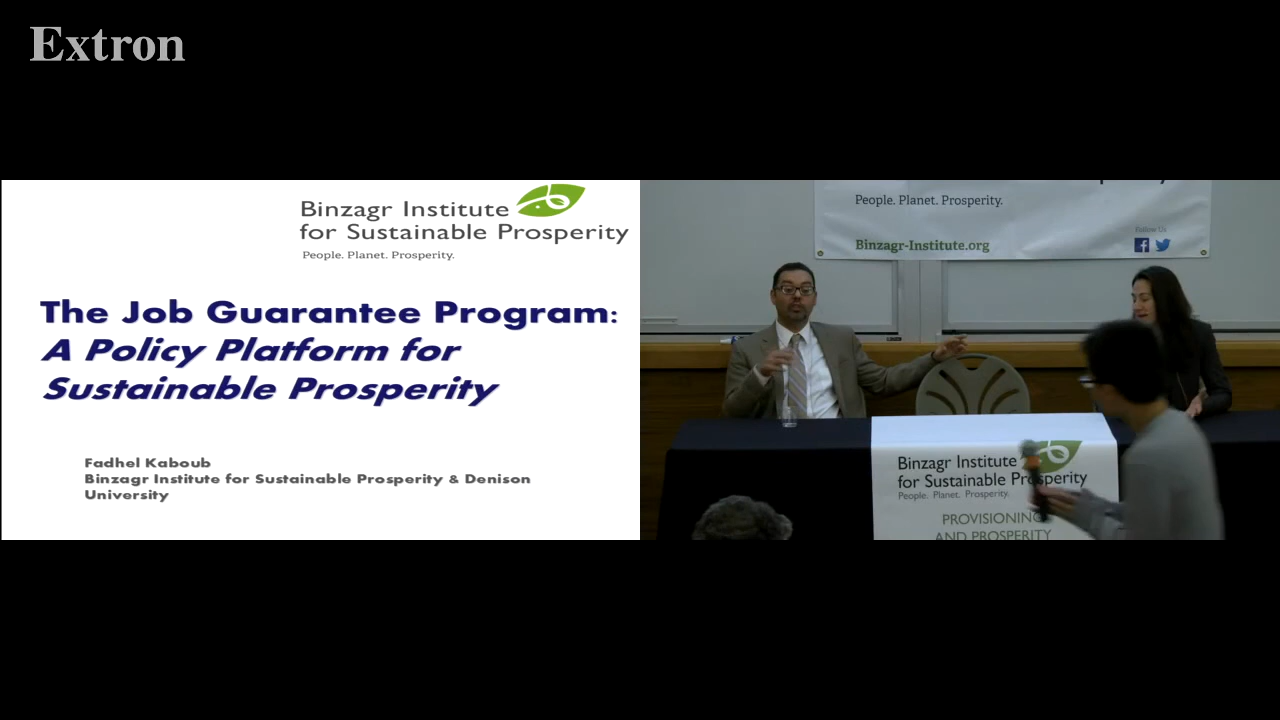 Extron
Binzagr Institute
for Sustainable Prosperity
People. Planet. Prosperity.
The Job Guarantee Program:
A Policy Platform for
Sustainable Prosperity
Fadhel Kaboub
Binzagr Institute for Sustainable Prosperity & Denison
University
People. Planet. Prosperity.
Follow Us
Binzagr-Institute.org
Binzagr Institute
for Sustainable Prosperity
People. Planet. Prosperity.
PROVISIONING
AND PROSPERITY